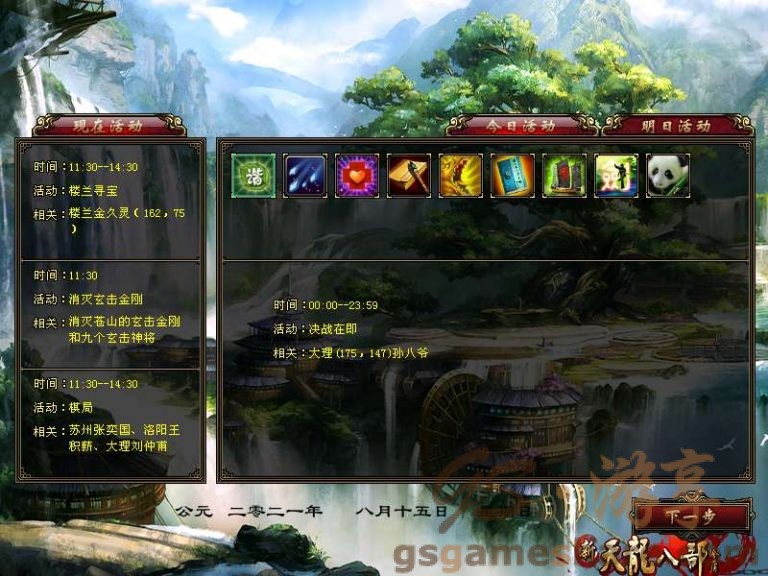 现在活动
今日活动
明日活动
谐
时间：11:30--14:30
活动：楼兰寻宝
相关：楼兰金久灵（162，75
）
时间：11:30
活动：消灭玄击金刚
相关：消灭苍山的玄击金刚
和九个玄击神将
时间：11:30--14:30
活动：棋局
相关：苏州张奕国、洛阳王
积薪、大理刘仲甫
时间：00:00--23:59
活动：决战在即
相关：大理(175，147)孙八爷
公元 二零二一年 八月十五日
下一步
游享
gsgames
新天龍八部